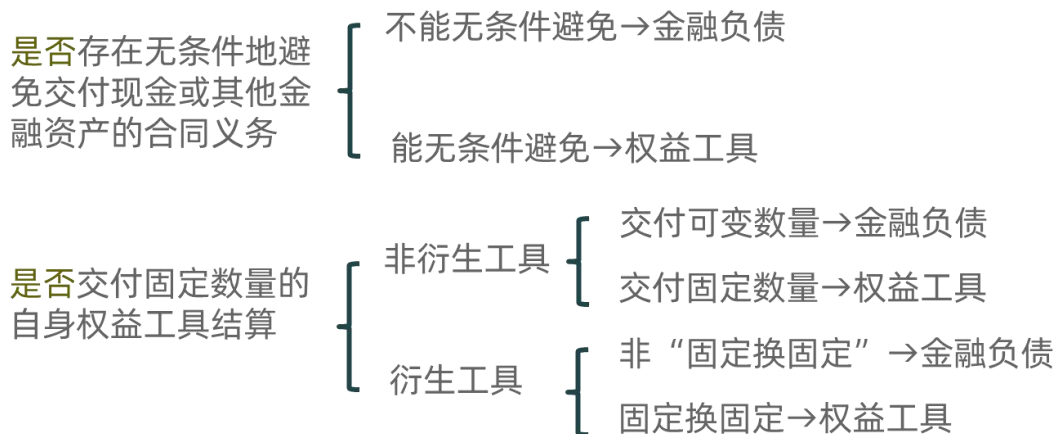 是否存在无条件地避
免交付现金或其他金
融资产的合同义务
不能无条件避免→金融负债
能无条件避免→权益工具
是否交付固定数量的
自身权益工具结算
非衍生工具
交付可变数量→金融负债
交付固定数量→权益工具
衍生工具
非“固定换固定”→金融负债
固定换固定→权益工具